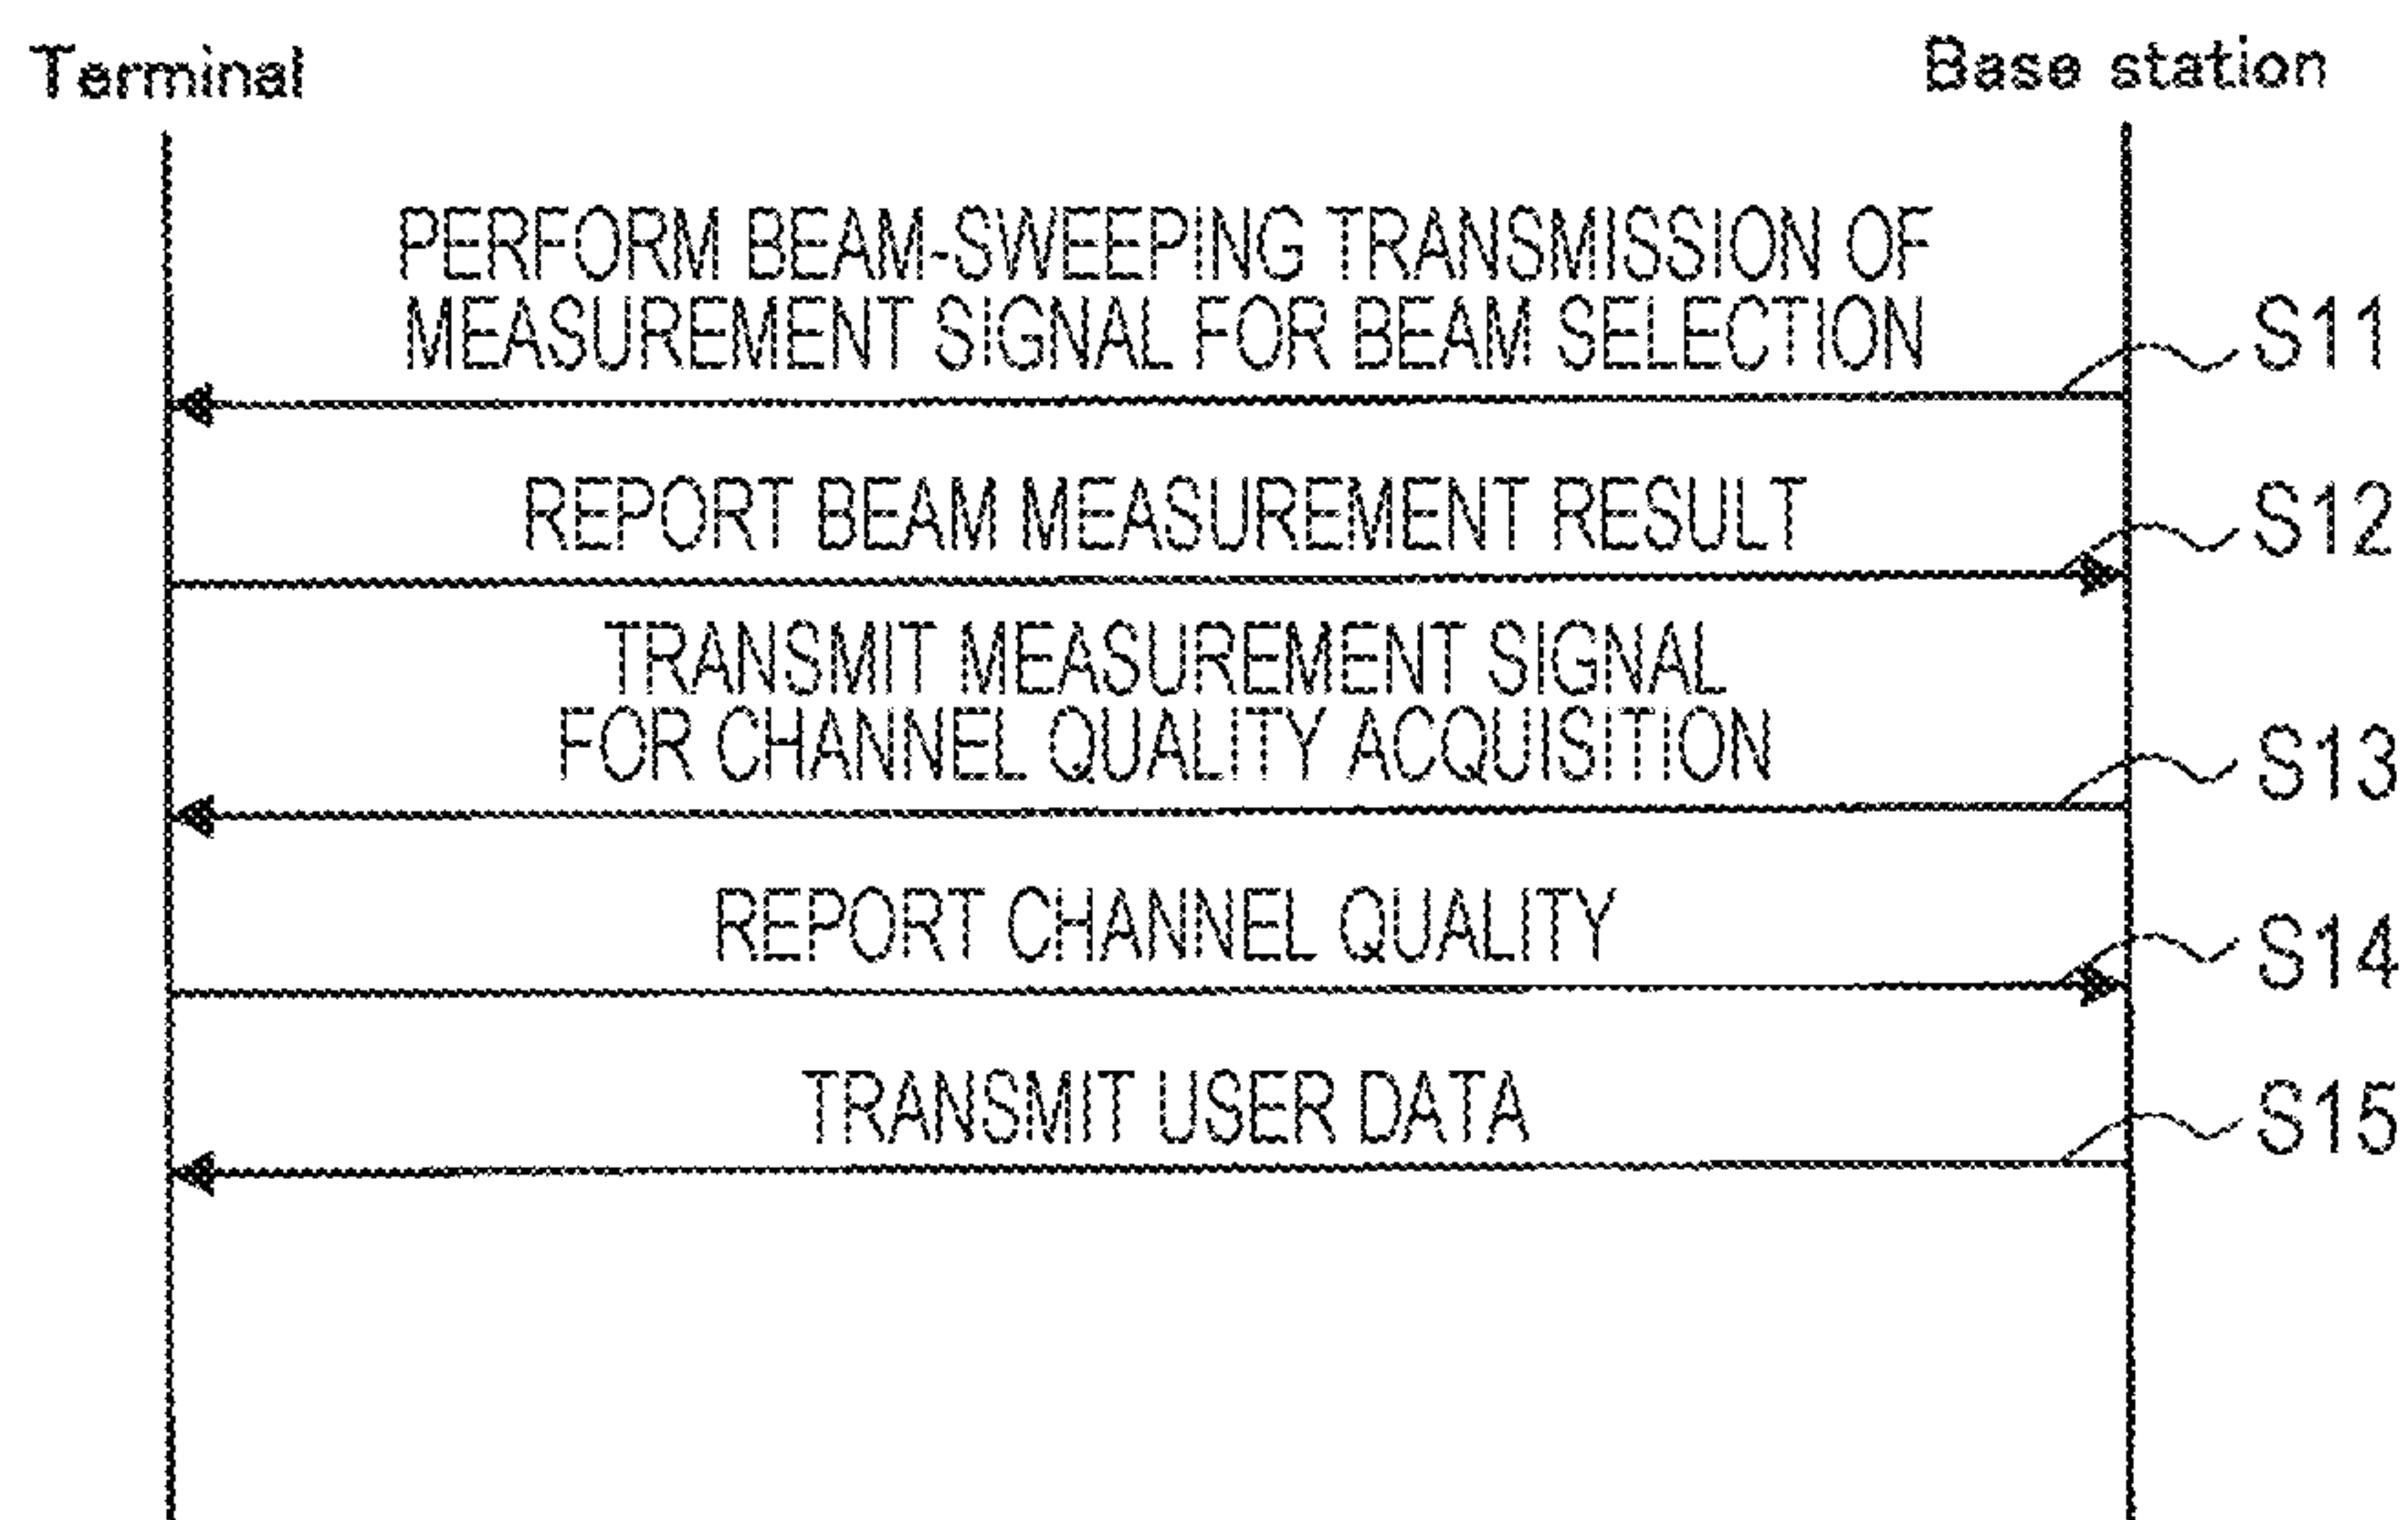 Terminal
Base station
PERFORM BEAM-SWEEPING TRANSMISSION OF
MEASUREMENT SIGNAL FOR BEAM SELECTION
S11
REPORT BEAM MEASUREMENT RESULT
S12
TRANSMIT MEASUREMENT SIGNAL
FOR CHANNEL QUALITY ACQUISITION
S13
REPORT CHANNEL QUALITY
S14
TRANSMIT USER DATA
S15